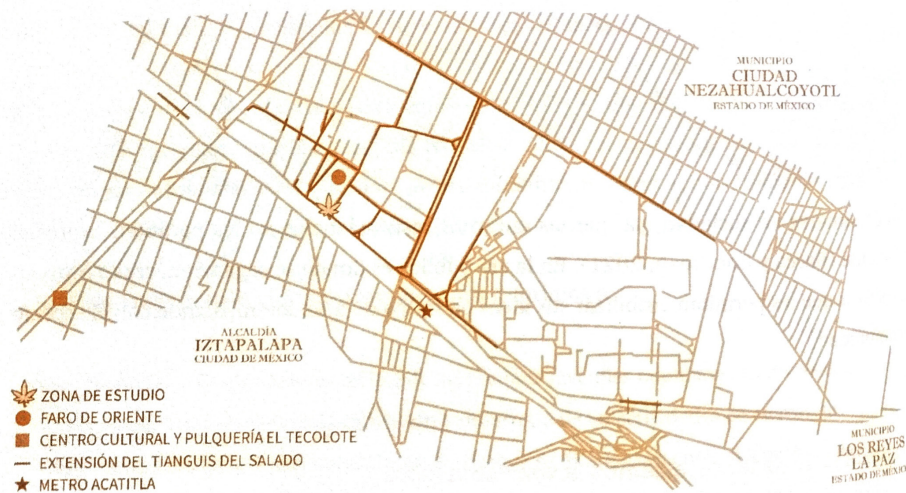 MUNICIPIO
CIUDAD
NEZAHUALCOYOTL
ESTADO DE MÉXICO
ALCALDÍA
IZTAPALAPA
CIUDAD DE MÉXICO
ZONA DE ESTUDIO
FARO DE ORIENTE
CENTRO CULTURAL Y PULQUERÍA EL TECOLOTE
EXTENSIÓN DEL TIANGUIS DEL SALADO
METRO ACATITLA
MUNICIPIO
LOS REYES
LA PAZ
ESTADO DE MÉXICO